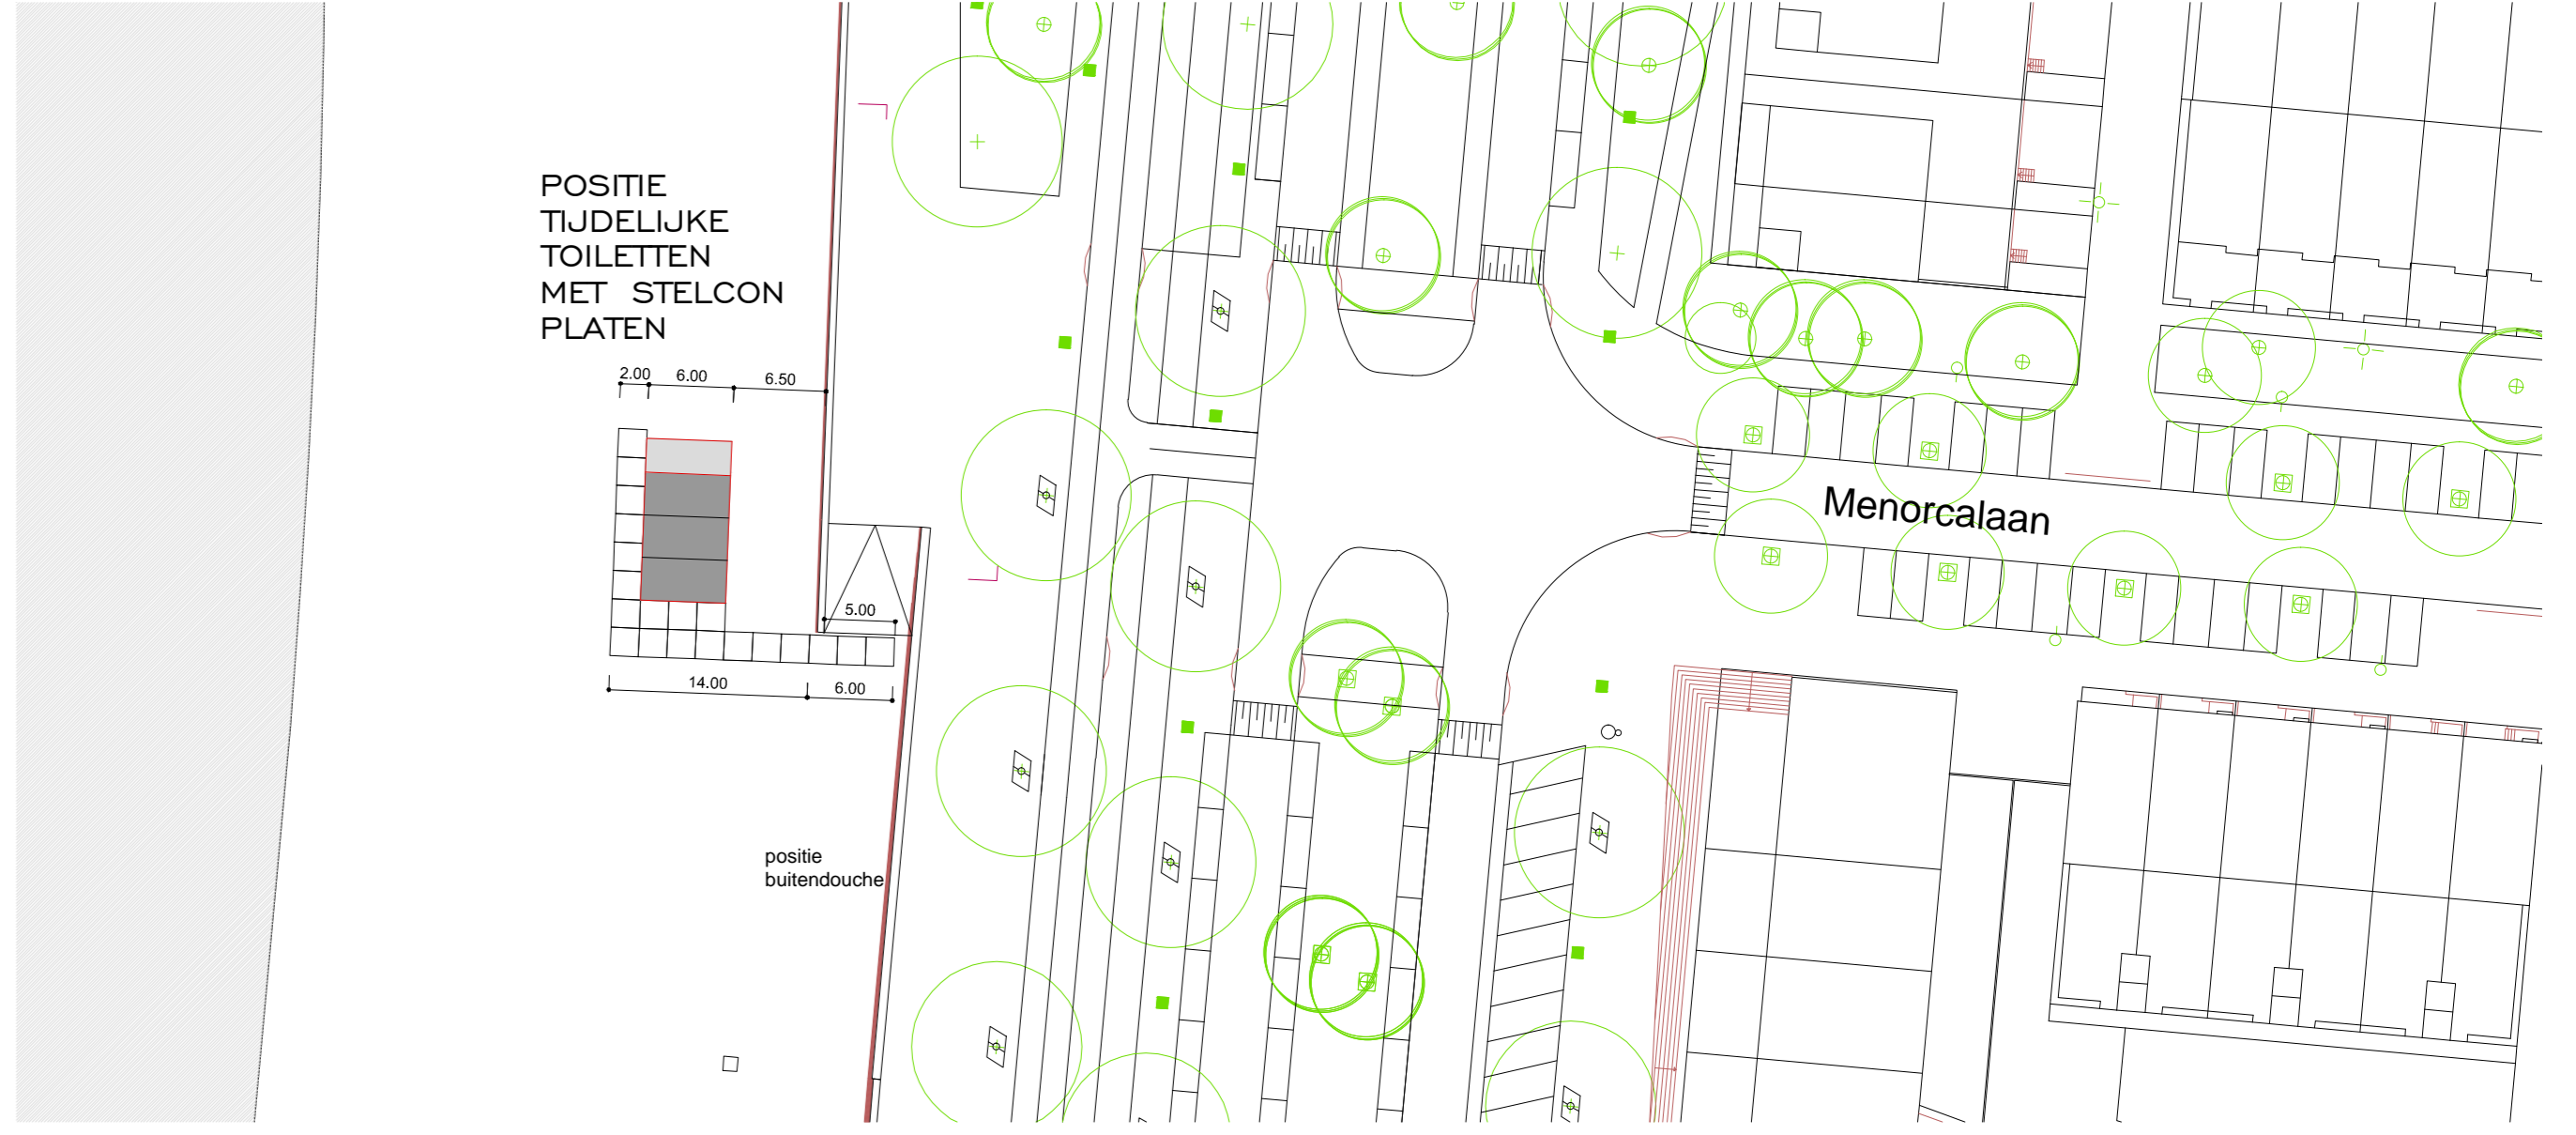 POSITIE
TIJDELIJKE
TOILETTEN
MET STELCON
PLATEN
2.00 6.00 6.50
Menorcalaan
5.00
14.00 6.00
positie
buitendouche